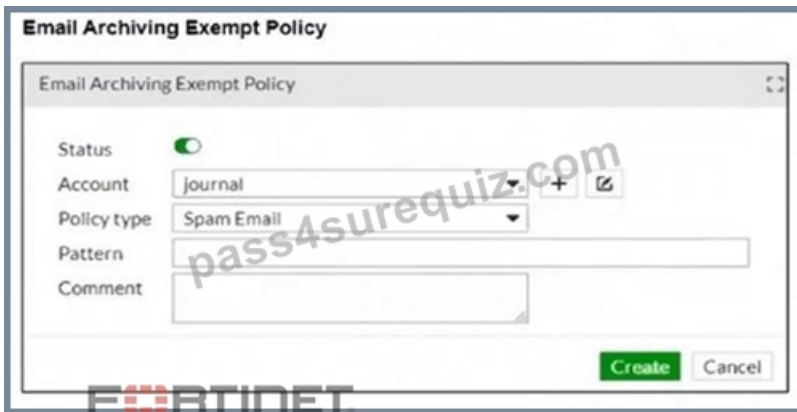 Email Archiving Exempt Policy
Email Archiving Exempt Policy
Status
Account journal
Policy type Spam Email
Pattern
Comment
Create Cancel
pass4surequiz.com
FORTINET